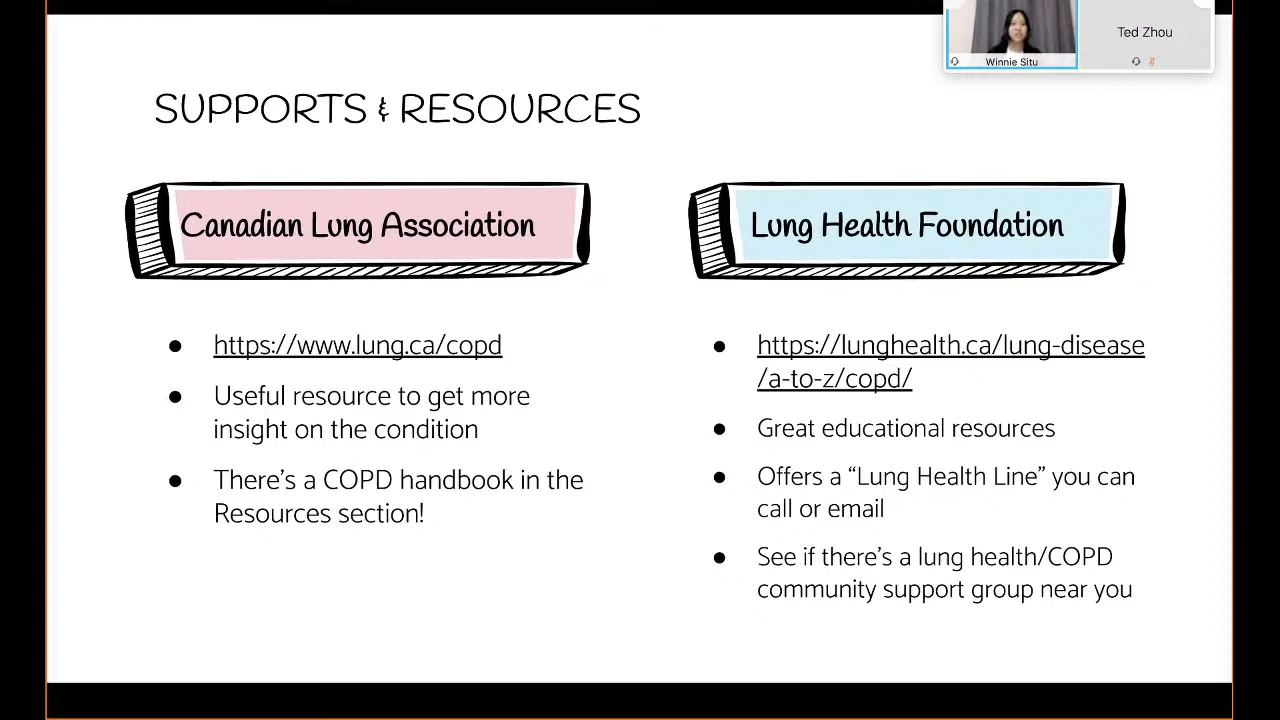 Ted Zhou
Winnie Situ
SUPPORTS & RESOURCES
Canadian Lung Association
https://www.lung.ca/copd
Useful resource to get more
insight on the condition
There's a COPD handbook in the
Resources section!
Lung Health Foundation
https://lunghealth.ca/lung-disease
/a-to-z/copd/
Great educational resources
Offers a “Lung Health Line” you can
call or email
See if there's a lung health/COPD
community support group near you